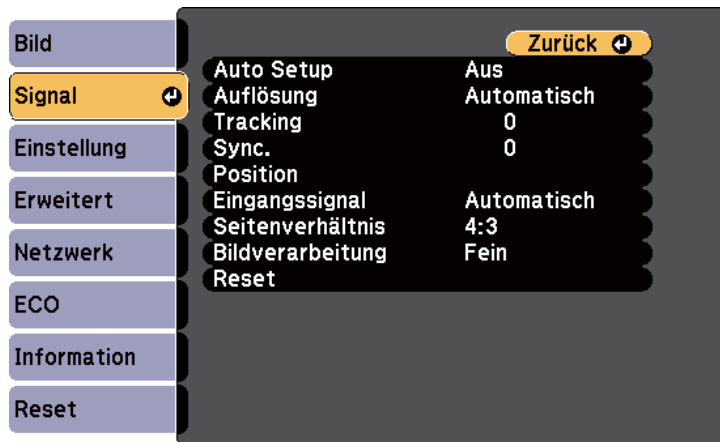 Bild
Signal
Einstellung
Erweitert
Netzwerk
ECO
Information
Reset
Zurück
Auto Setup Aus
Auflösung Automatisch
Tracking 0
Sync. 0
Position
Eingangssignal Automatisch
Seitenverhältnis 4:3
Bildverarbeitung Fein
Reset